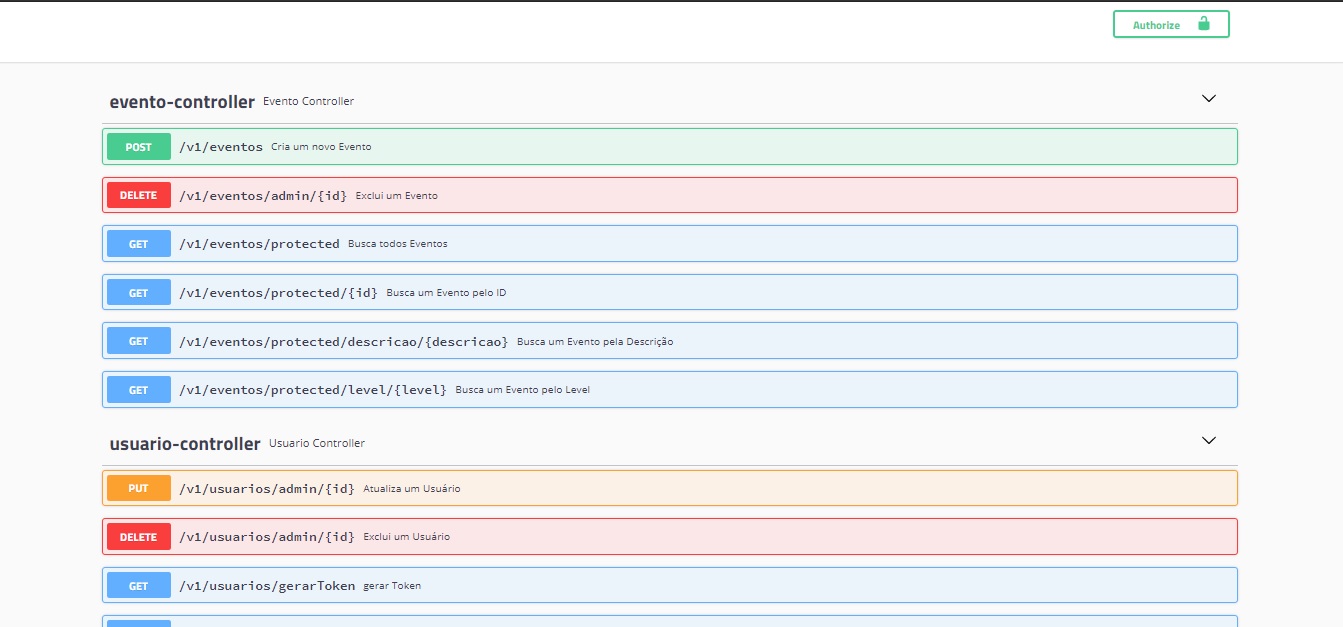 Authorize
evento-controller Evento Controller
POST /v1/eventos Cria um novo Evento
DELETE /v1/eventos/admin/{id} Exclui um Evento
GET /v1/eventos/protected Busca todos Eventos
GET /v1/eventos/protected/{id} Busca um Evento pelo ID
GET /v1/eventos/protected/descricao/{descricao} Busca um Evento pela Descrição
GET /v1/eventos/protected/level/{level} Busca um Evento pelo Level
usuario-controller Usuario Controller
PUT /v1/usuarios/admin/{id} Atualiza um Usuário
DELETE /v1/usuarios/admin/{id} Exclui um Usuário
GET /v1/usuarios/gerarToken gerar Token